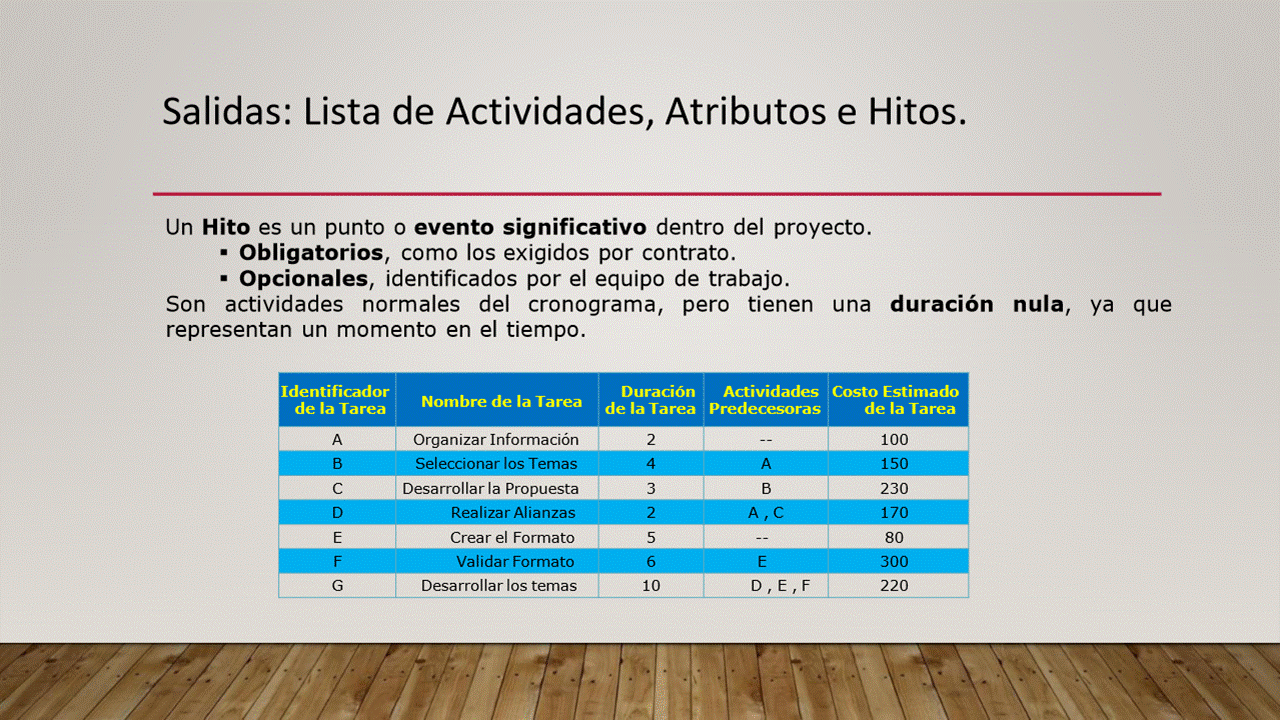 Salidas: Lista de Actividades, Atributos e Hitos.
Un Hito es un punto o evento significativo dentro del proyecto.
▪ Obligatorios, como los exigidos por contrato.
▪ Opcionales, identificados por el equipo de trabajo.
Son actividades normales del cronograma, pero tienen una duración nula, ya que
representan un momento en el tiempo.
Identificador de la Tarea Nombre de la Tarea Duración de la Tarea Actividades Predecesoras Costo Estimado de la Tarea
A Organizar Información 2 -- 100
B Seleccionar los Temas 4 A 150
C Desarrollar la Propuesta 3 B 230
D Realizar Alianzas 2 A , C 170
E Crear el Formato 5 -- 80
F Validar Formato 6 E 300
G Desarrollar los temas 10 D , E , F 220